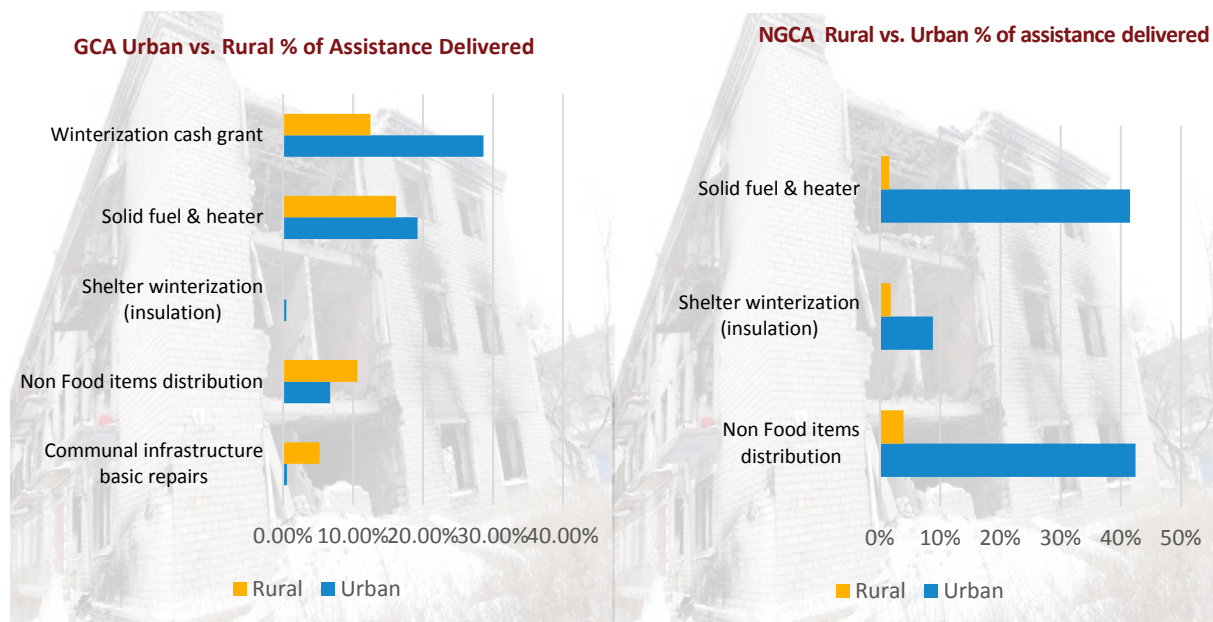 GCA Urban vs. Rural % of Assistance Delivered
Winterization cash grant
Solid fuel & heater
Shelter winterization
(insulation)
Non Food items distribution
Communal infrastructure
basic repairs
0.00% 10.00% 20.00% 30.00% 40.00%
Rural Urban
NGCA Rural vs. Urban % of assistance delivered
Solid fuel & heater
Shelter winterization
(insulation)
Non Food items
distribution
0% 10% 20% 30% 40% 50%
Rural Urban